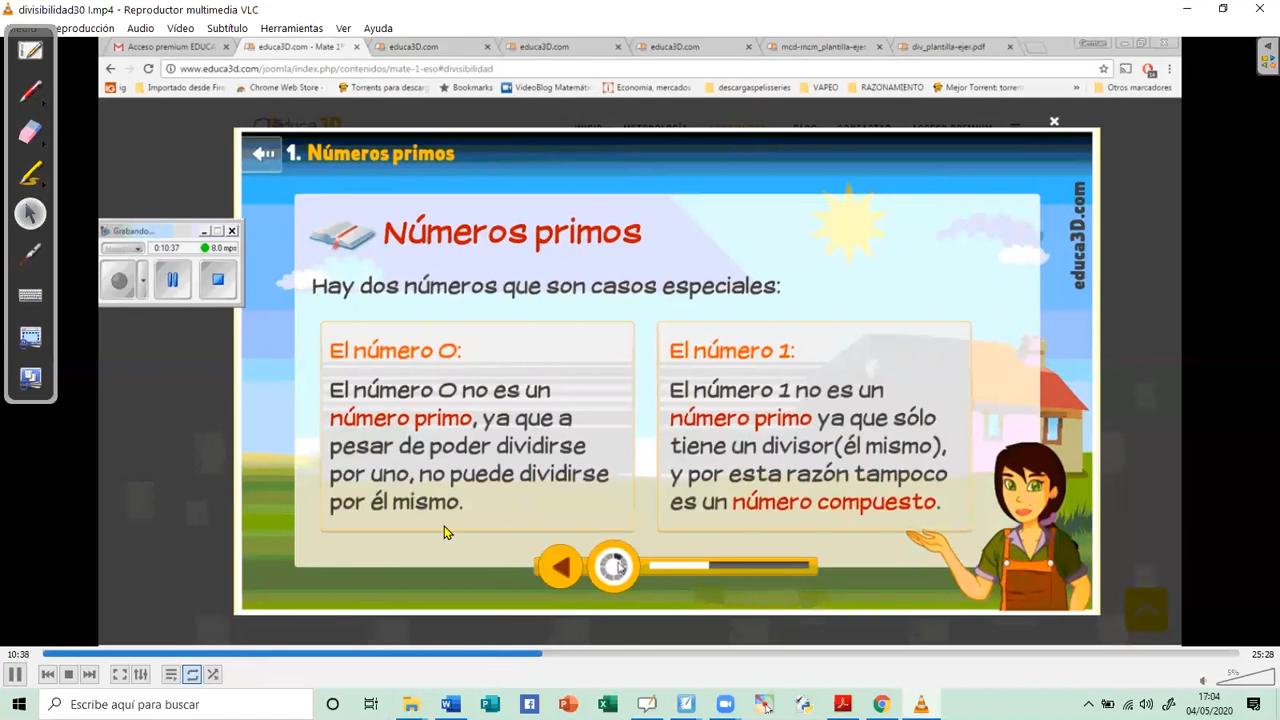 divisibilidad30 I.mp4 - Reproductor multimedia VLC
Reproducción Audio Vídeo Subtítulo Herramientas Ver Ayuda
Acceso premium EDUCA educa3D.com - Mate 1º educa3D.com educa3D.com educa3D.com mcd-mcm_plantilla-ejer div_plantilla-ejer.pdf
www.educa3d.com/joomla/index.php/contenidos/mate-1-eso#divisibilidad
ig Importado desde Fire Chrome Web Store - Torrents para descarg Bookmarks VideoBlog Matemátic Economia, mercados descargaspelisseries VAPEO RAZONAMIENTO Mejor Torrent: torrent » Otros marcadores
1. Números primos
educa3D.com
Grabando...
0:10:37 8.0 mps
Números primos
Hay dos números que son casos especiales:
El número 0:
El número 0 no es un
número primo, ya que a
pesar de poder dividirse
por uno, no puede dividirse
por él mismo.
El número 1:
El número 1 no es un
número primo ya que sólo
tiene un divisor(él mismo),
y por esta razón tampoco
es un número compuesto.
10:38 25:28
5%
Escribe aquí para buscar
17:04
04/05/2020